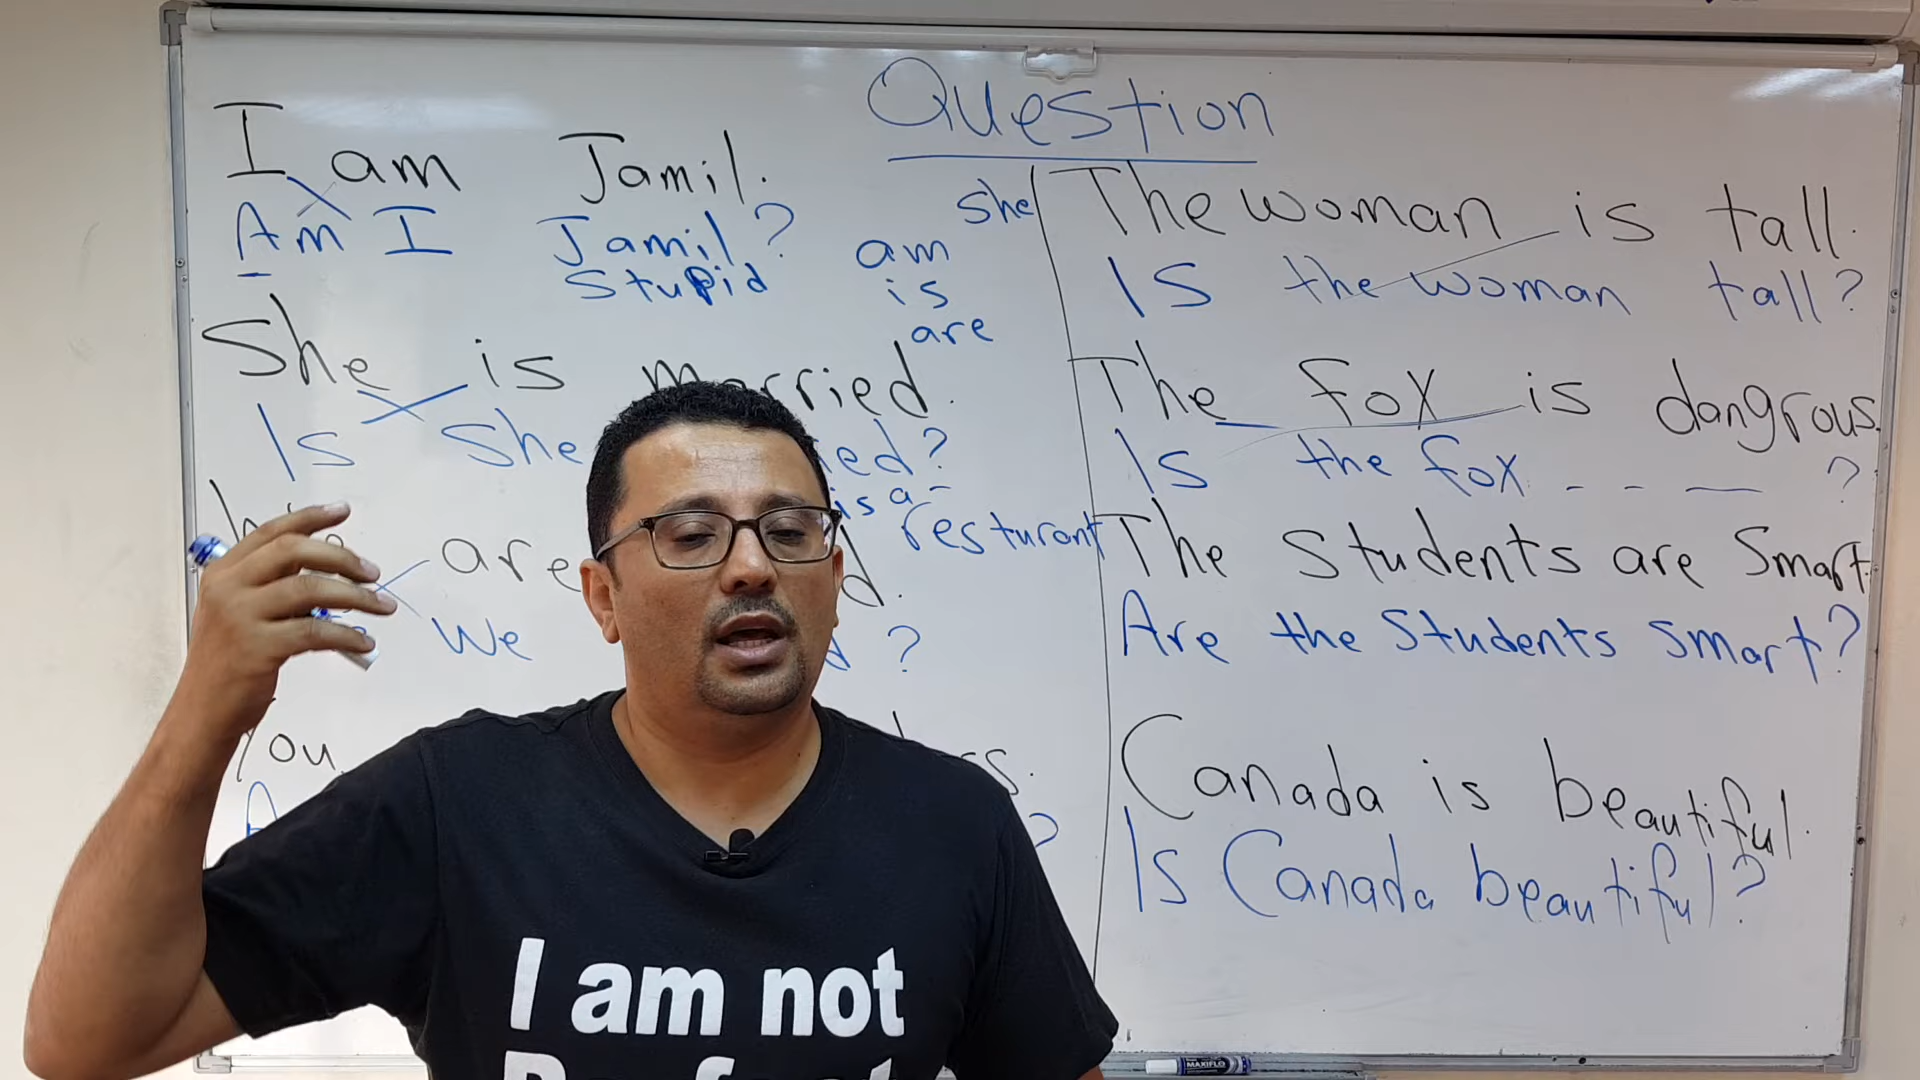 Question
I am Jamil.
Am I Jamil?
Stupid
am
is
are
She is married.
Is She
is a
resturant
are
We ?
You
she
The woman is tall.
IS the woman tall?
The fox is dangrous.
Is the fox - - — ?
The Students are Smart.
Are the Students smart?
Canada is beautiful.
Is Canada beautiful?
I am not
MAXIFLO